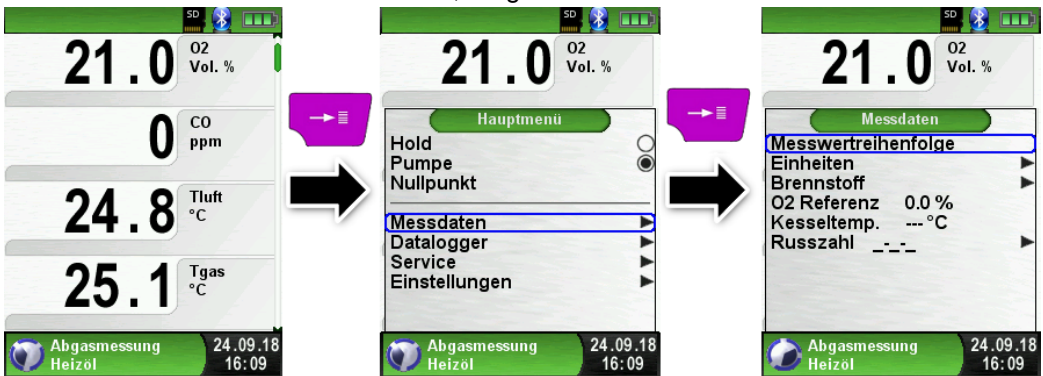 SD
21.0 O2 Vol. %
0 CO ppm
24.8 Tluft °C
25.1 Tgas °C
Abgasmessung 24.09.18
Heizöl 16:09
SD
21.0 O2 Vol. %
Hauptmenü
Hold
Pumpe
Nullpunkt
Messdaten
Datalogger
Service
Einstellungen
Abgasmessung 24.09.18
Heizöl 16:09
SD
21.0 O2 Vol. %
Messdaten
Messwertreihenfolge
Einheiten
Brennstoff
O2 Referenz 0.0 %
Kesseltemp. --- °C
Russzahl _-_-_
Abgasmessung 24.09.18
Heizöl 16:09